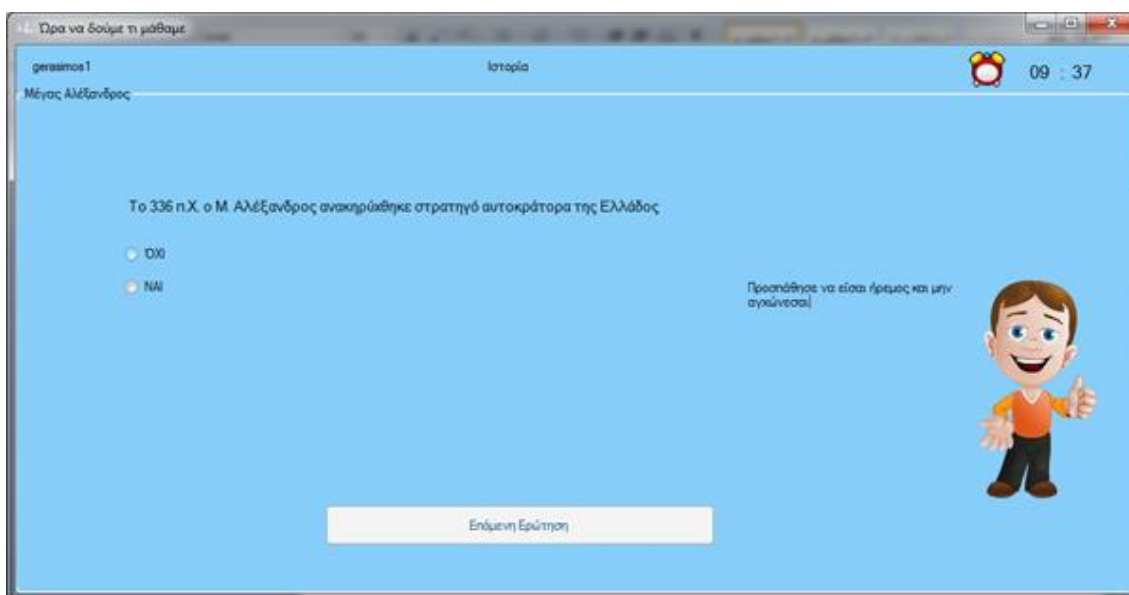 Ώρα να δούμε τι μάθαμε
gerasimos1
Ιστορία
09 : 37
Μέγας Αλέξανδρος
Το 336 π.Χ. ο Μ. Αλέξανδρος ανακηρύχθηκε στρατηγό αυτοκράτορα της Ελλάδος
ΌΧΙ
ΝΑΙ
Προσπάθησε να είσαι ήρεμος και μην
αγχώνεσαι
Επόμενη Ερώτηση